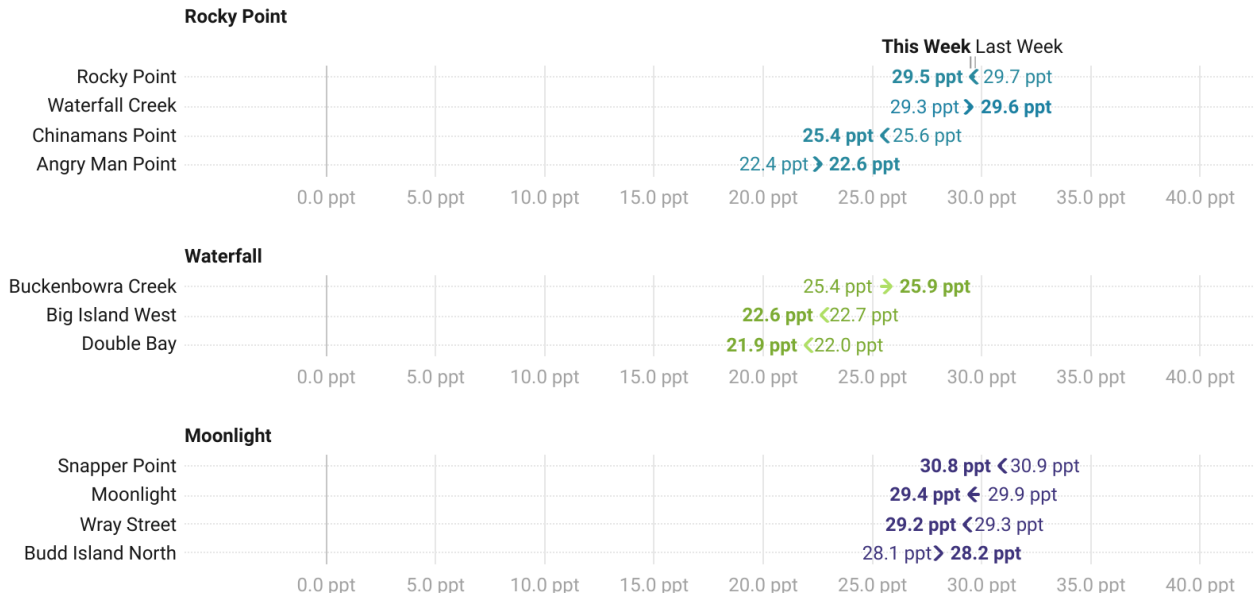 Rocky Point
This Week Last Week
Rocky Point 29.5 ppt 29.7 ppt
Waterfall Creek 29.3 ppt 29.6 ppt
Chinamans Point 25.4 ppt 25.6 ppt
Angry Man Point 22.4 ppt 22.6 ppt
0.0 ppt 5.0 ppt 10.0 ppt 15.0 ppt 20.0 ppt 25.0 ppt 30.0 ppt 35.0 ppt 40.0 ppt
Waterfall
Buckenbowra Creek 25.4 ppt 25.9 ppt
Big Island West 22.6 ppt 22.7 ppt
Double Bay 21.9 ppt 22.0 ppt
0.0 ppt 5.0 ppt 10.0 ppt 15.0 ppt 20.0 ppt 25.0 ppt 30.0 ppt 35.0 ppt 40.0 ppt
Moonlight
Snapper Point 30.8 ppt 30.9 ppt
Moonlight 29.4 ppt 29.9 ppt
Wray Street 29.2 ppt 29.3 ppt
Budd Island North 28.1 ppt 28.2 ppt
0.0 ppt 5.0 ppt 10.0 ppt 15.0 ppt 20.0 ppt 25.0 ppt 30.0 ppt 35.0 ppt 40.0 ppt